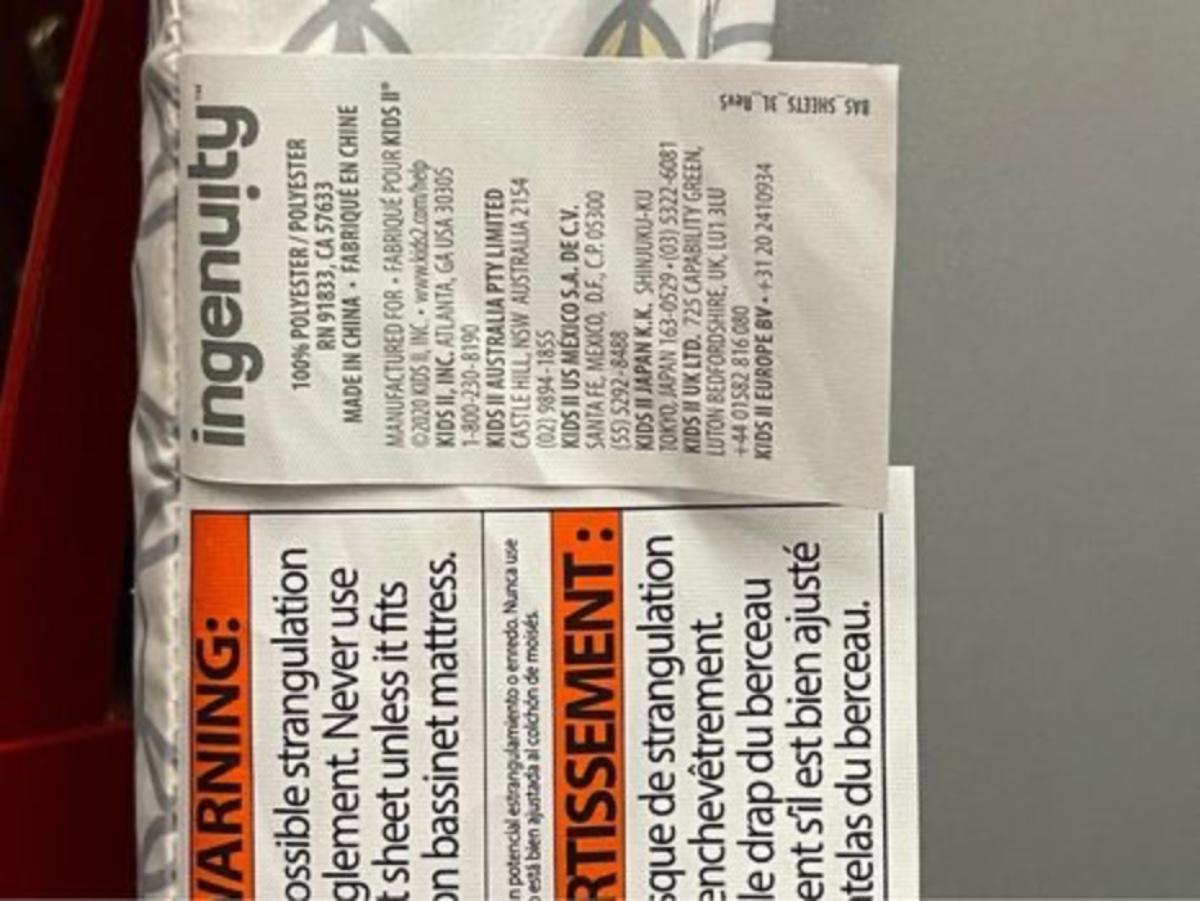 ingenuity™
100% POLYESTER / POLYESTER
RN 91833, CA 57633
MADE IN CHINA • FABRIQUÉ EN CHINE
MANUFACTURED FOR • FABRIQUÉ POUR KIDS II®
©2020 KIDS II, INC. • www.kids2.com/help
KIDS II, INC. ATLANTA, GA USA 30305
1-800-230-8190
KIDS II AUSTRALIA PTY LIMITED
CASTLE HILL, NSW AUSTRALIA 2154
(02) 9894-1855
KIDS II US MEXICO S.A. DE C.V.
SANTA FE, MEXICO, D.F., C.P. 05300
(55) 5292-8488
KIDS II JAPAN K.K. SHINJUKU-KU
TOKYO, JAPAN 163-0529 • (03) 5322-6081
KIDS II UK LTD. 725 CAPABILITY GREEN,
LUTON BEDFORDSHIRE, UK, LU1 3LU
+44 01582 816 080
KIDS II EUROPE BV • +31 20 2410934
BAS_SHEETS_3L_Rev5
ARNING:
ossible strangulation
glement. Never use
t sheet unless it fits
on bassinet mattress.
n potencial estrangulamiento o enredo. Nunca use
está bien ajustada al colchón de moisés.
RTISSEMENT :
sque de strangulation
enchevêtrement.
le drap du berceau
ent s'il est bien ajusté
telas du berceau.